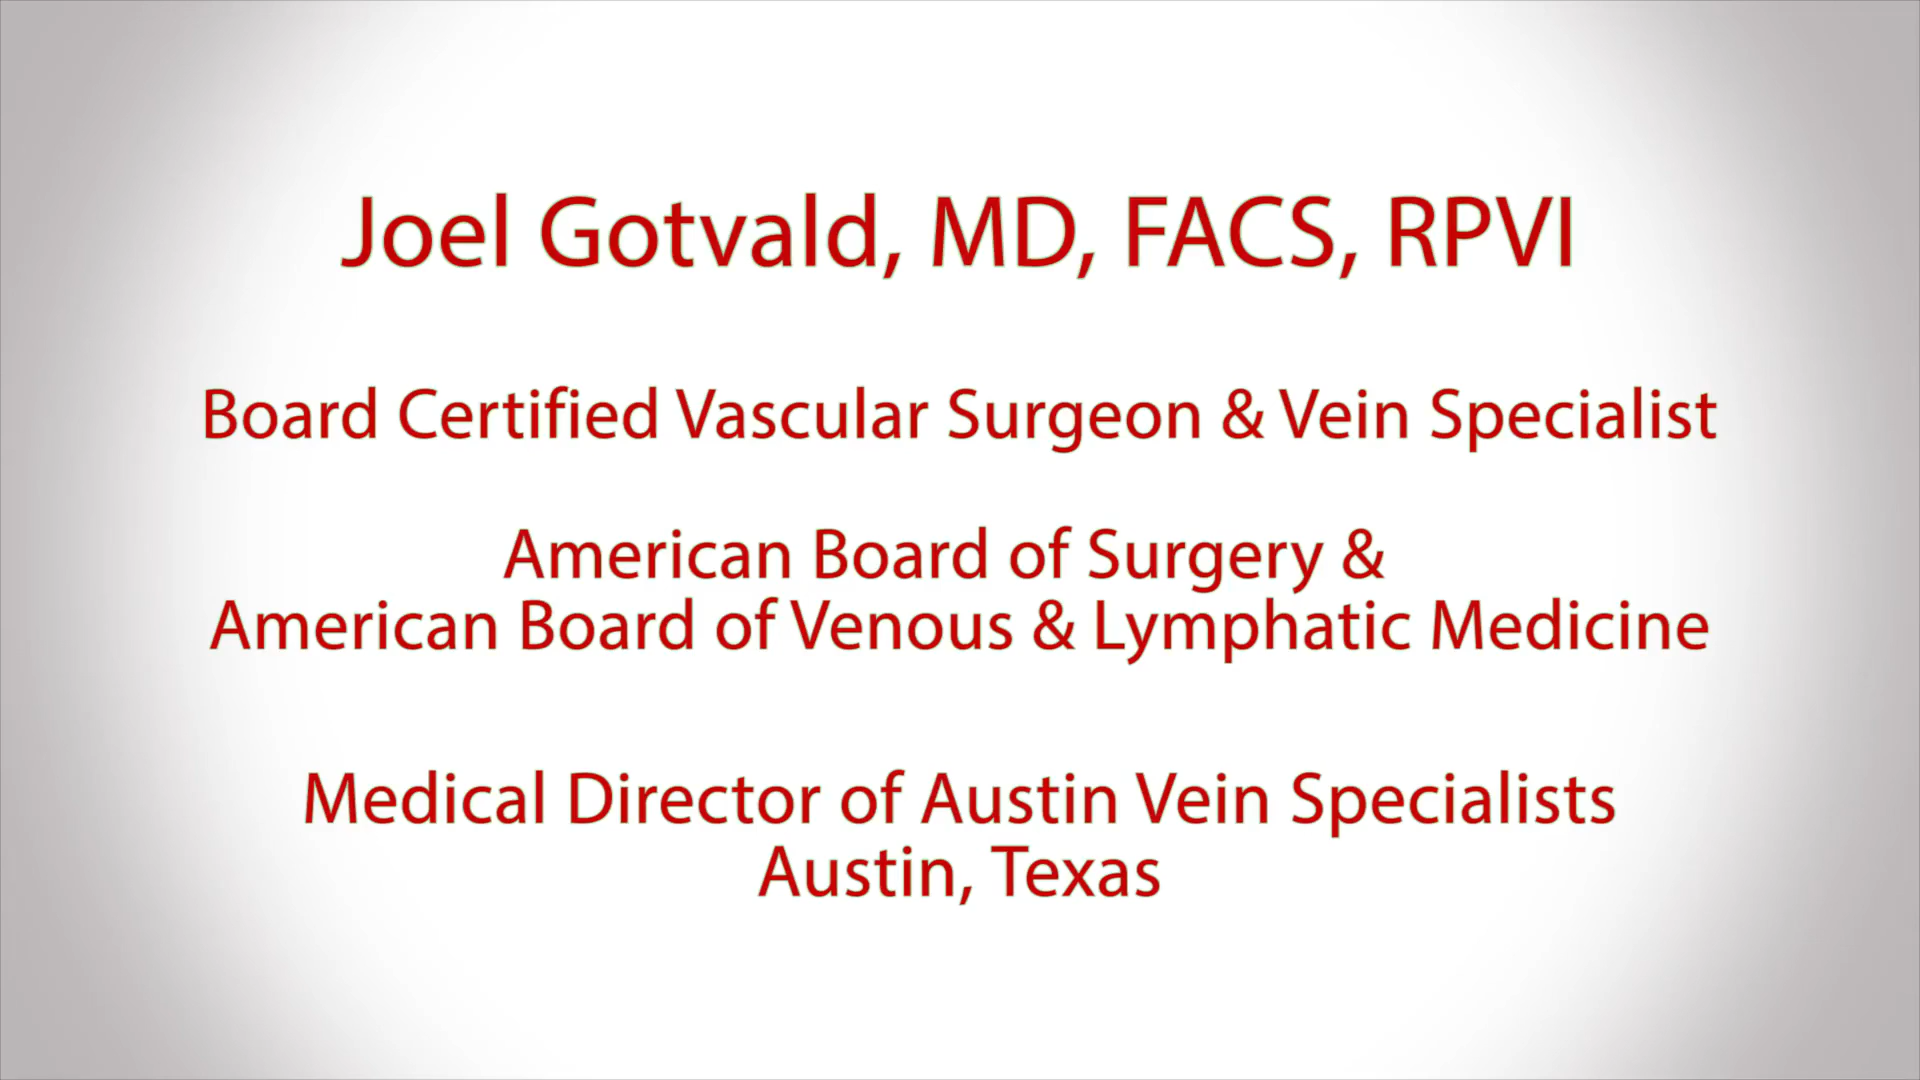 Joel Gotvald, MD, FACS, RPVI
Board Certified Vascular Surgeon & Vein Specialist
American Board of Surgery &
American Board of Venous & Lymphatic Medicine
Medical Director of Austin Vein Specialists
Austin, Texas